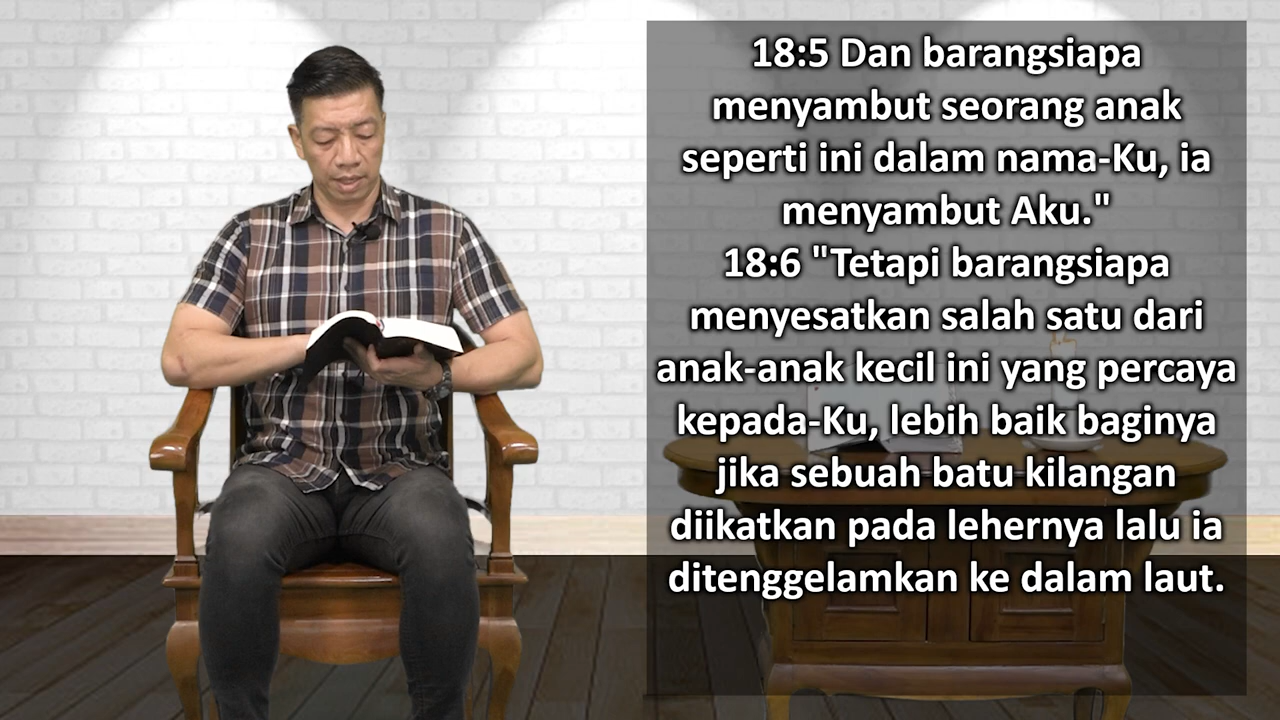 18:5 Dan barangsiapa
menyambut seorang anak
seperti ini dalam nama-Ku, ia
menyambut Aku."
18:6 "Tetapi barangsiapa
menyesatkan salah satu dari
anak-anak kecil ini yang percaya
kepada-Ku, lebih baik baginya
jika sebuah batu kilangan
diikatkan pada lehernya lalu ia
ditenggelamkan ke dalam laut.